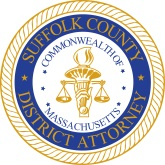 SUFFOLK COUNTY
COMMONWEALTH OF
MASSACHUSETTS
DISTRICT ATTORNEY